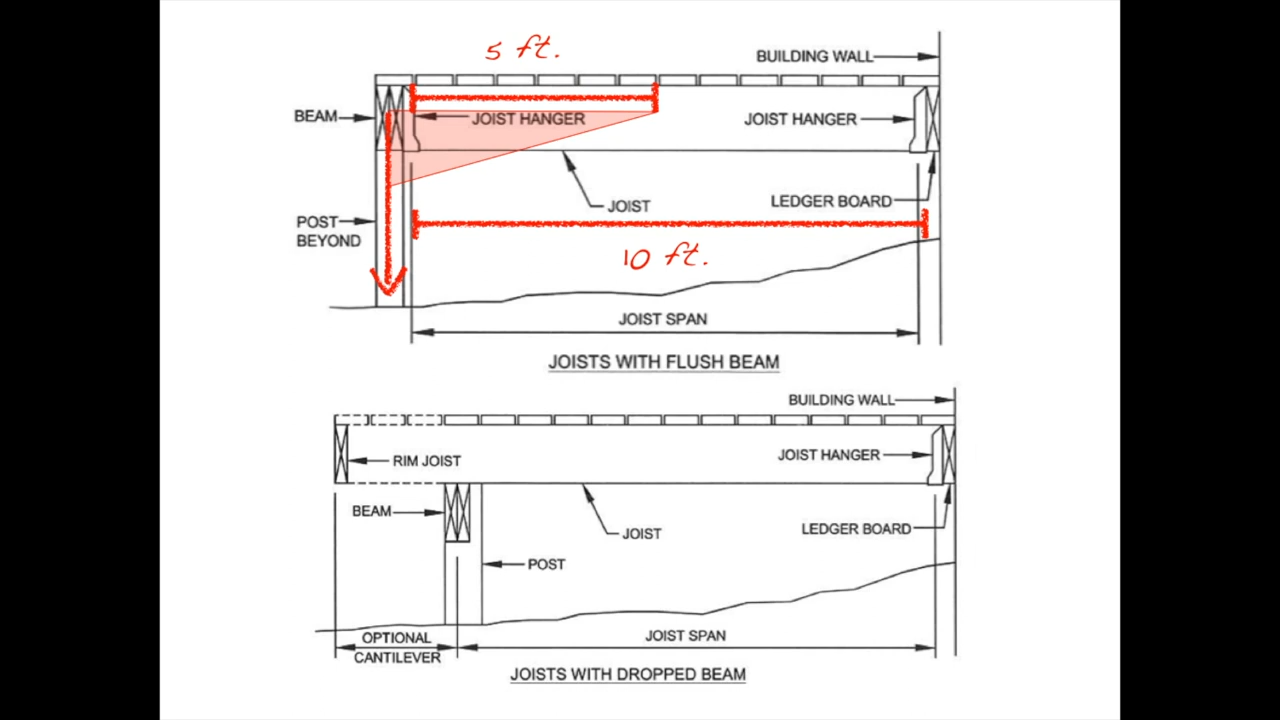 5 ft.
BUILDING WALL
BEAM
JOIST HANGER
JOIST HANGER
LEDGER BOARD
JOIST
POST
BEYOND
10 ft.
JOIST SPAN
JOISTS WITH FLUSH BEAM
BUILDING WALL
JOIST HANGER
RIM JOIST
BEAM
LEDGER BOARD
JOIST
POST
OPTIONAL
CANTILEVER
JOIST SPAN
JOISTS WITH DROPPED BEAM